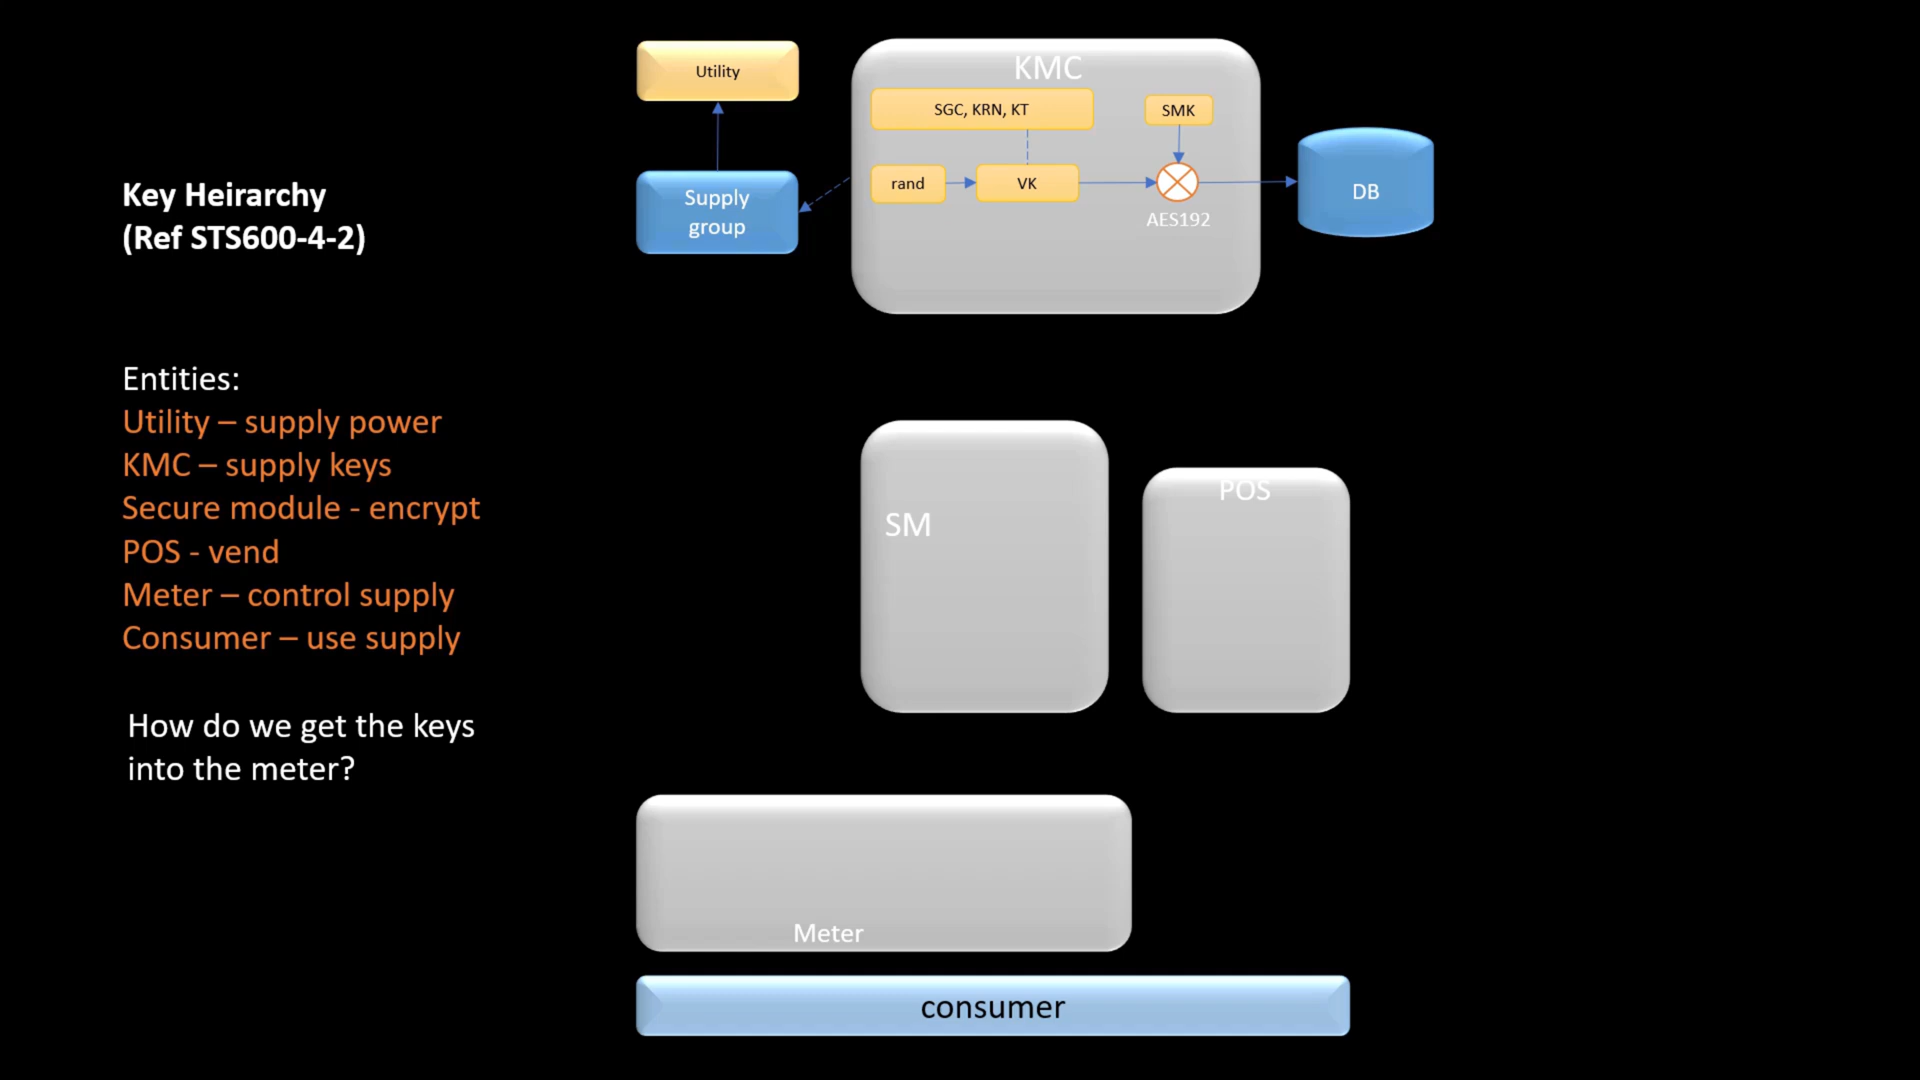 Key Heirarchy
(Ref STS600-4-2)
Entities:
Utility – supply power
KMC – supply keys
Secure module - encrypt
POS - vend
Meter – control supply
Consumer – use supply
How do we get the keys
into the meter?
Utility
Supply
group
KMC
SGC, KRN, KT
SMK
rand
VK
AES192
DB
SM
POS
Meter
consumer